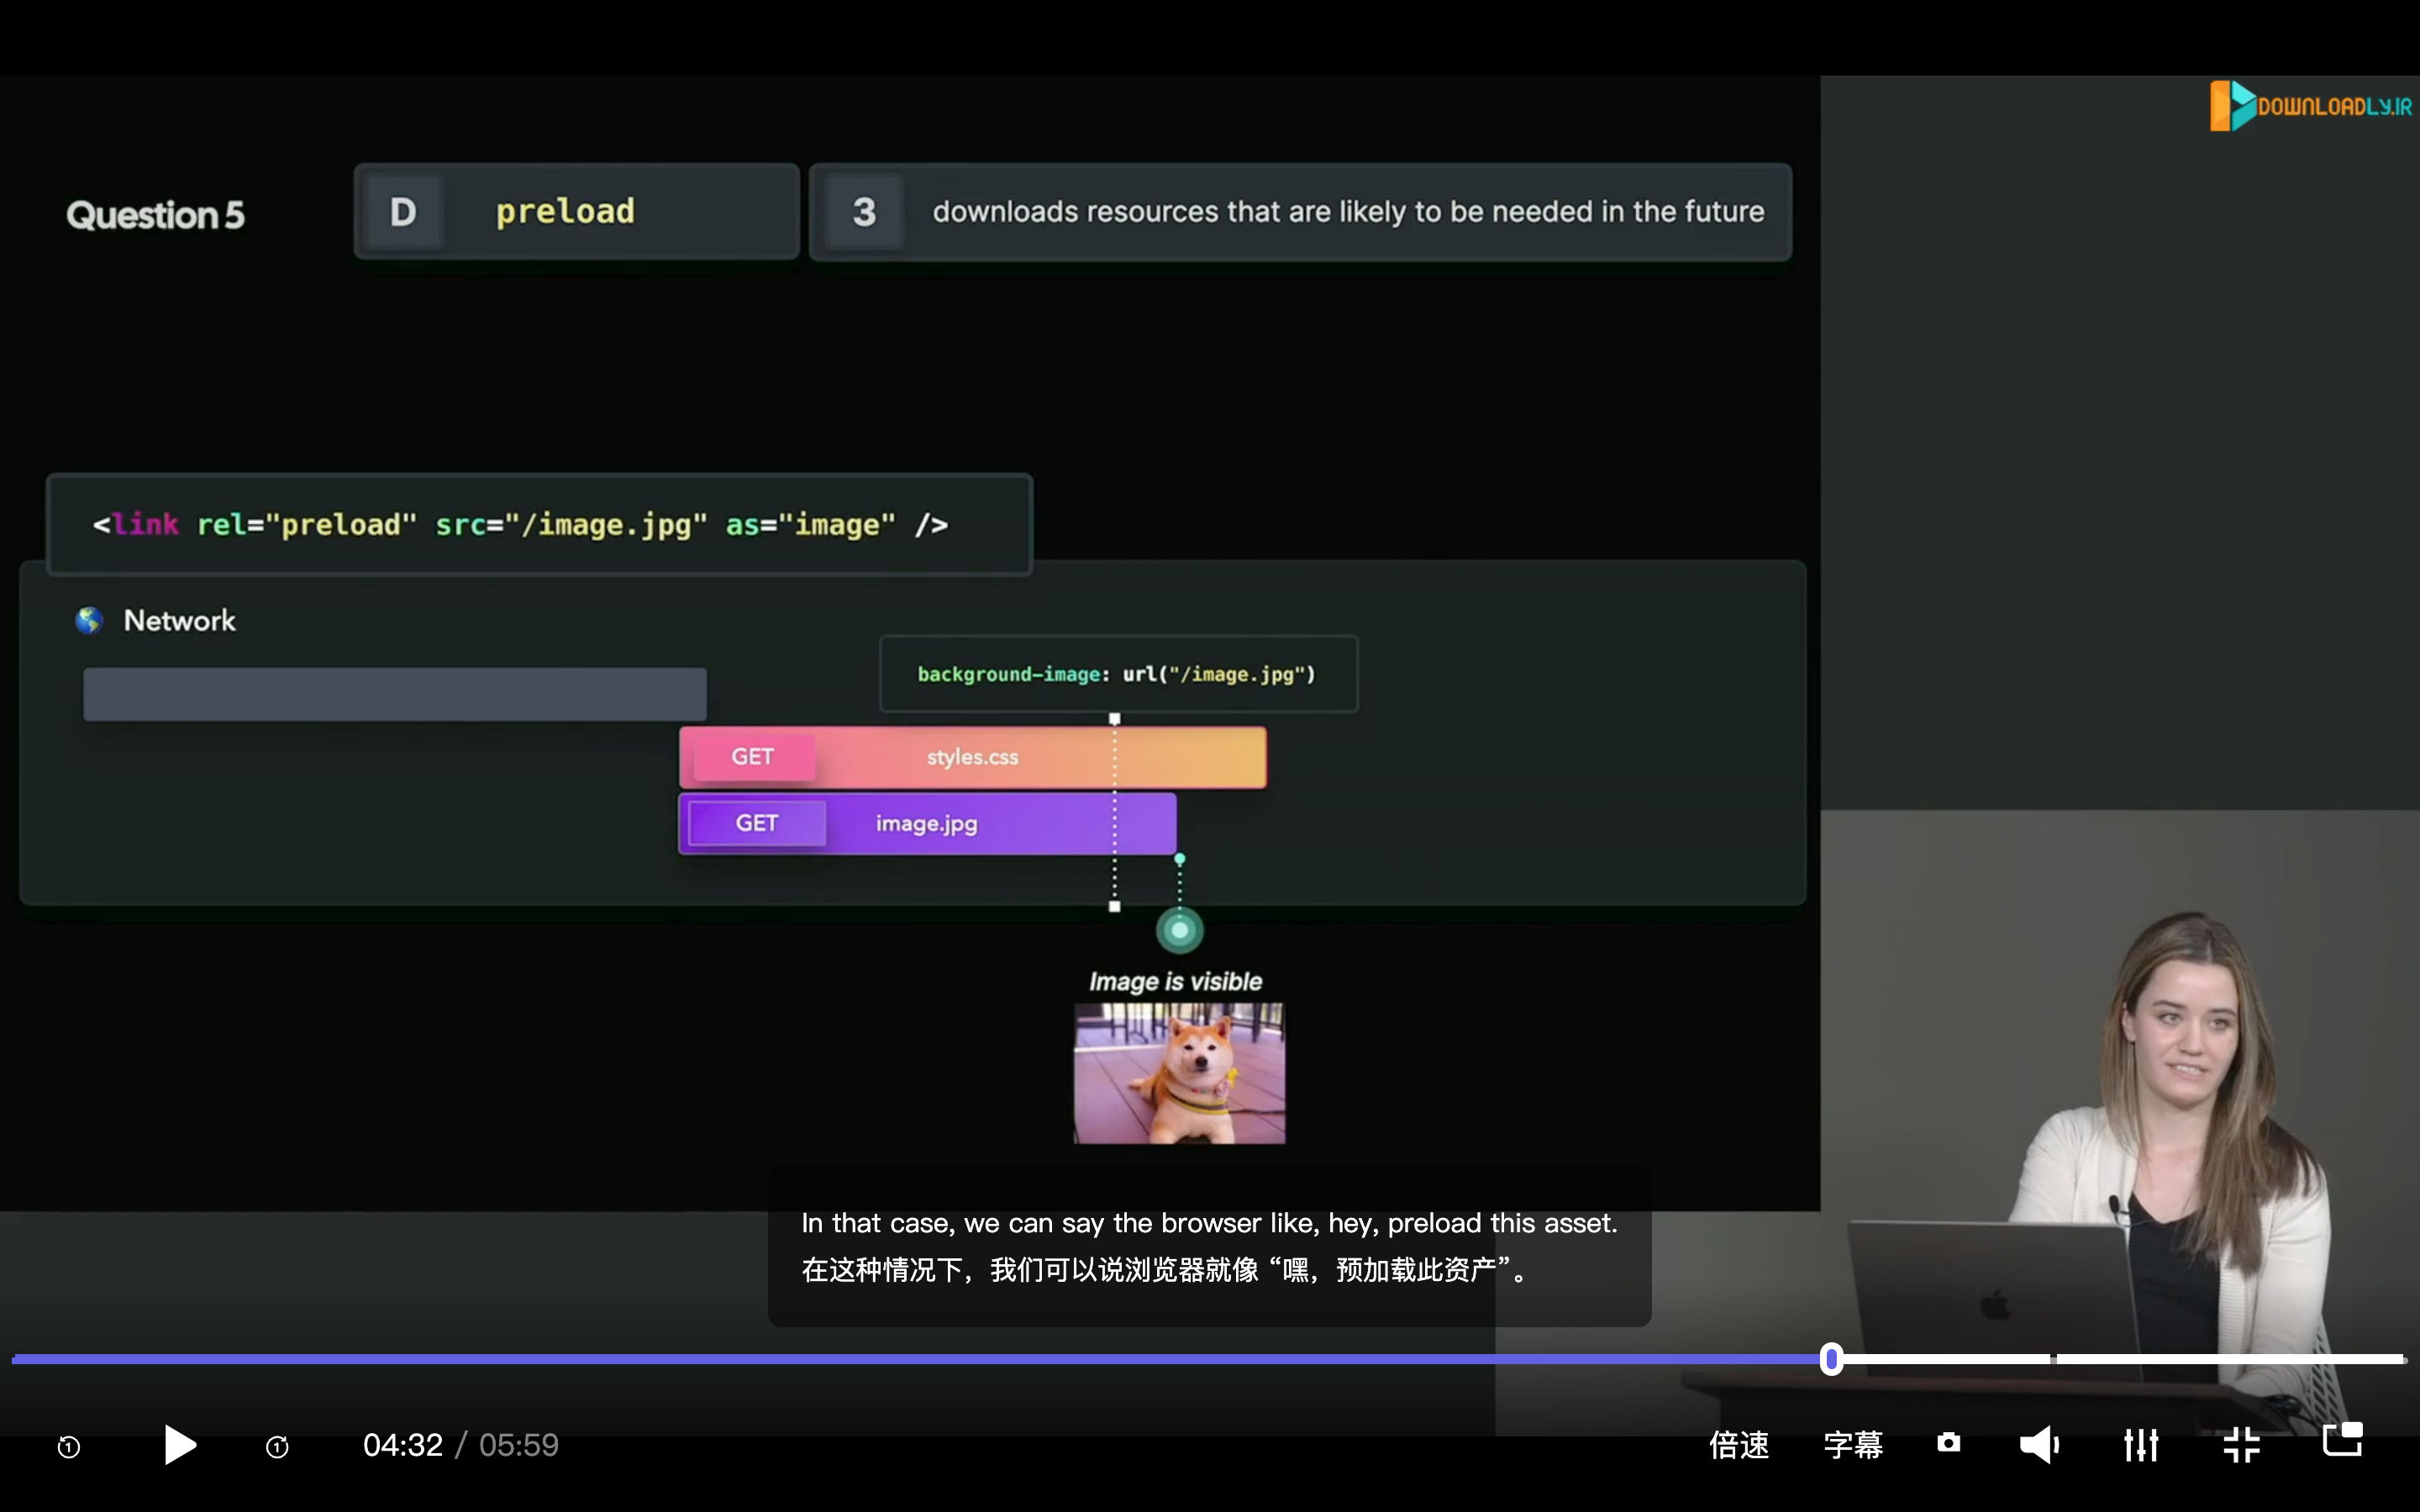 DOWNLOADLY.IR
Question 5
D preload
3 downloads resources that are likely to be needed in the future
<link rel="preload" src="/image.jpg" as="image" />
Network
background-image: url("/image.jpg")
GET styles.css
GET image.jpg
Image is visible
In that case, we can say the browser like, hey, preload this asset.
在这种情况下，我们可以说浏览器就像 “嘿，预加载此资产”。
1
1
04:32 / 05:59
倍速
字幕